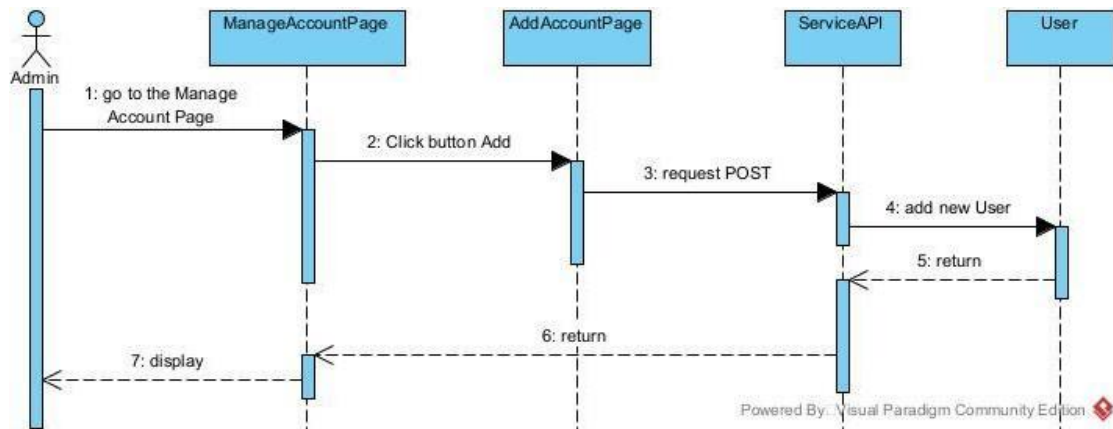 ManageAccountPage
AddAccountPage
ServiceAPI
User
Admin
1: go to the Manage
Account Page
2: Click button Add
3: request POST
4: add new User
5: return
6: return
7: display
Powered By: Visual Paradigm Community Edition